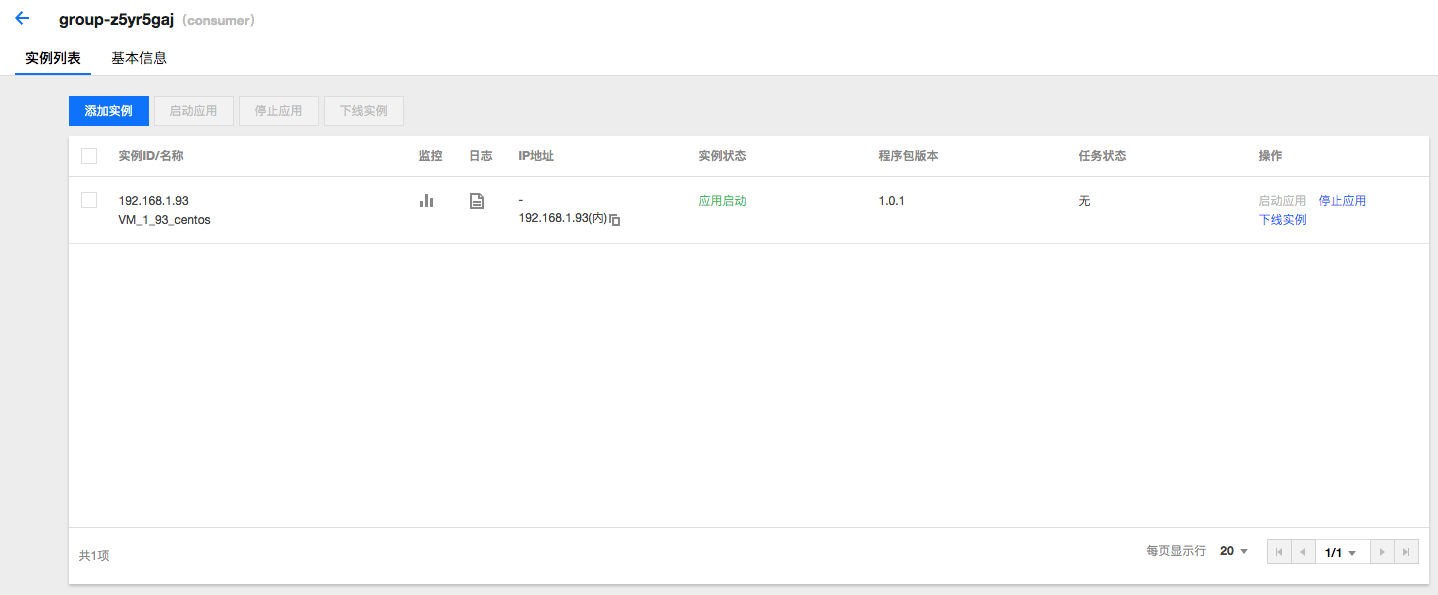 group-z5yr5gaj (consumer)
实例列表 基本信息
添加实例 启动应用 停止应用 下线实例
实例ID/名称 监控 日志 IP地址 实例状态 程序包版本 任务状态 操作
192.168.1.93 - 应用启动 1.0.1 无 启动应用 停止应用
VM_1_93_centos 192.168.1.93(内) 下线实例
共1项 每页显示行 20 1/1